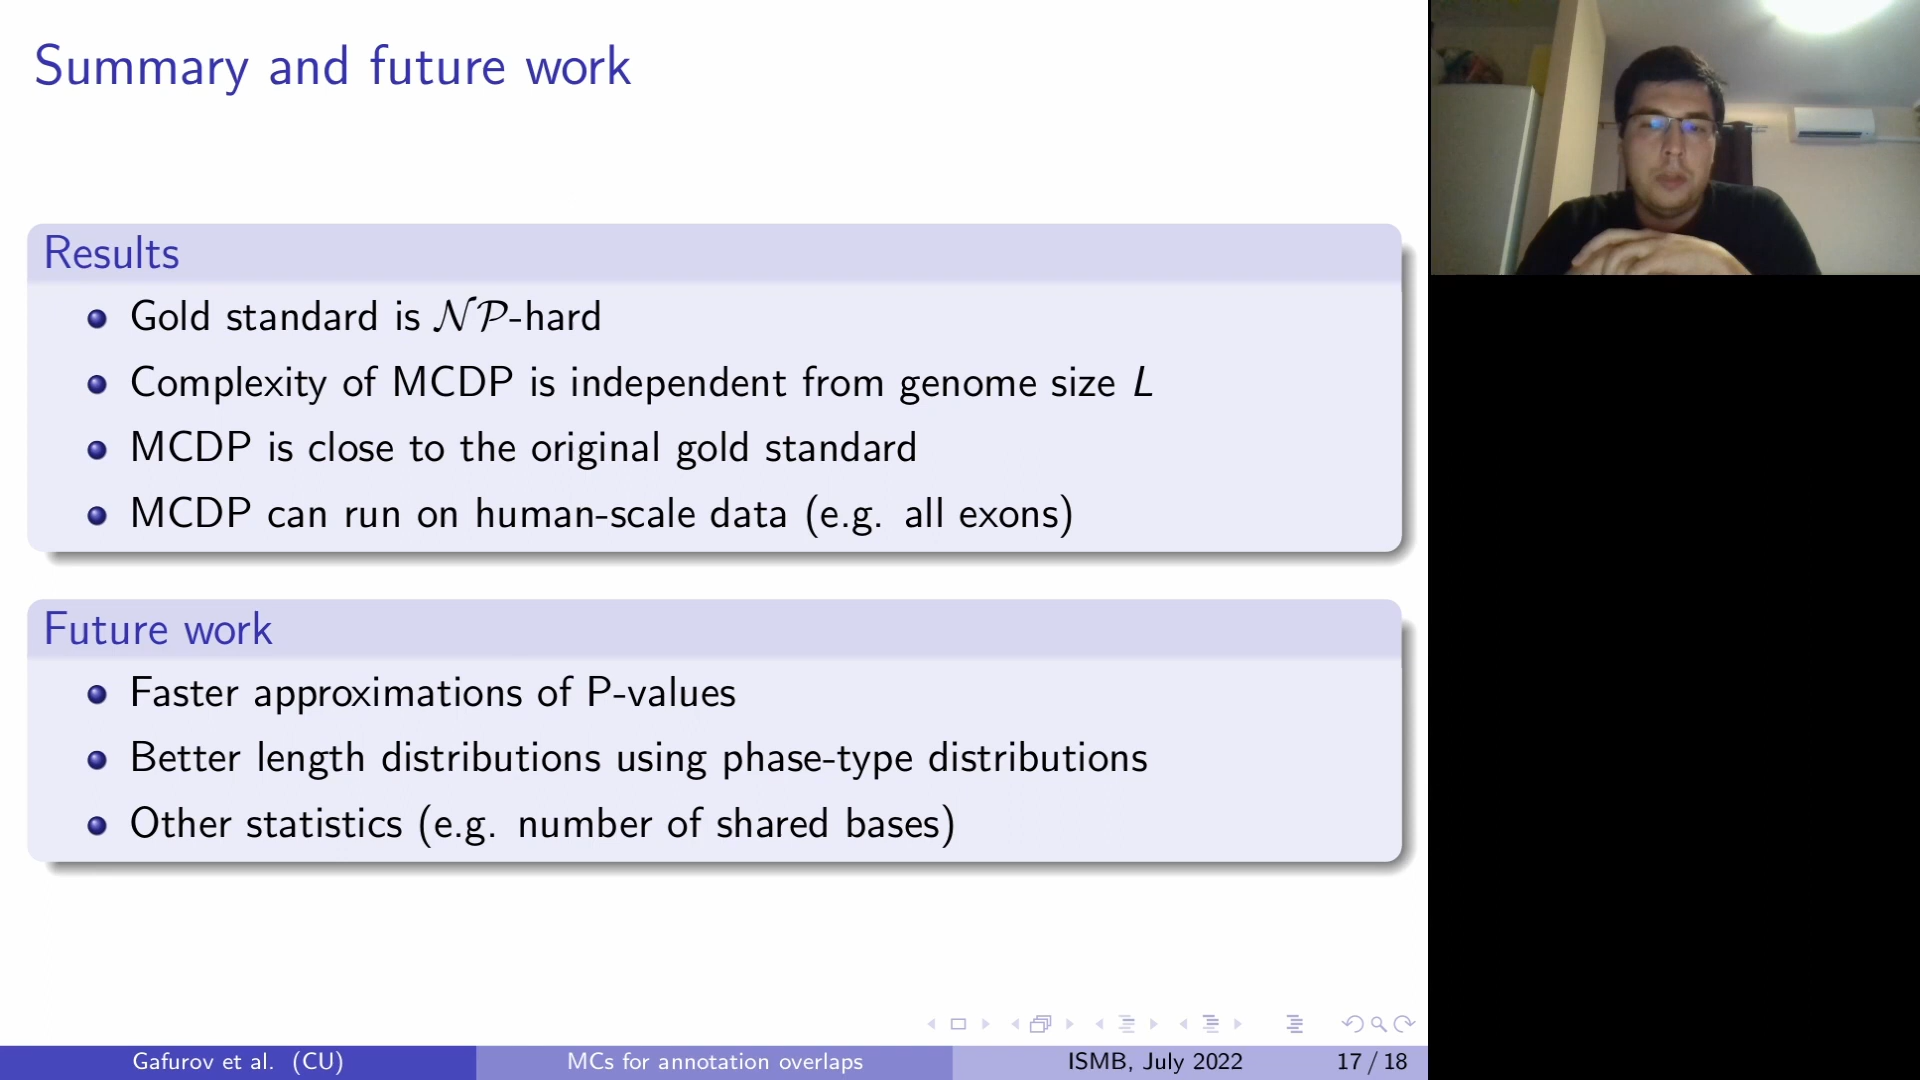 Summary and future work
Results
Gold standard is 𝒩𝒫-hard
Complexity of MCDP is independent from genome size L
MCDP is close to the original gold standard
MCDP can run on human-scale data (e.g. all exons)
Future work
Faster approximations of P-values
Better length distributions using phase-type distributions
Other statistics (e.g. number of shared bases)
Gafurov et al. (CU) MCs for annotation overlaps ISMB, July 2022 17 / 18